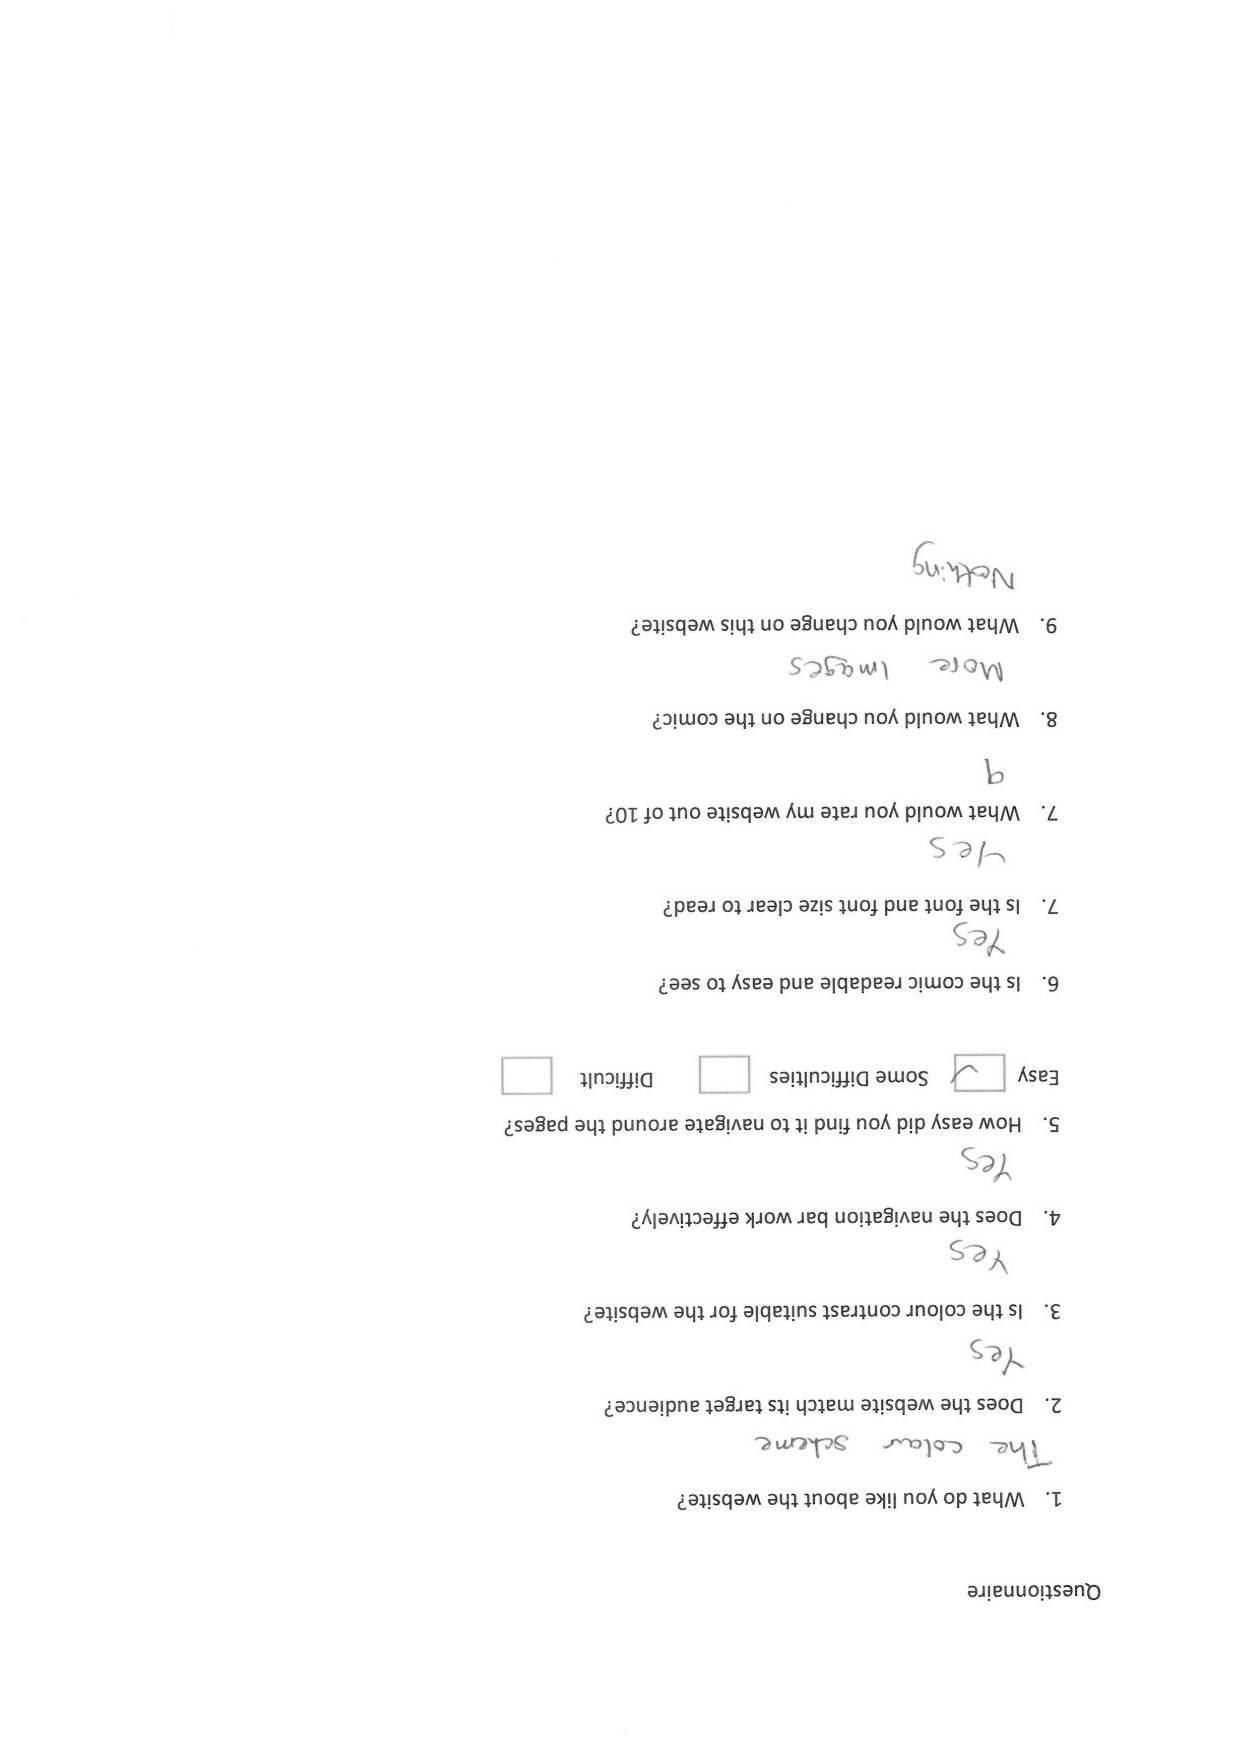 Questionnaire
1. What do you like about the website?
The colour scheme
2. Does the website match its target audience?
Yes
3. Is the colour contrast suitable for the website?
Yes
4. Does the navigation bar work effectively?
Yes
5. How easy did you find it to navigate around the pages?
Easy ✓ Some Difficulties Difficult
6. Is the comic readable and easy to see?
Yes
7. Is the font and font size clear to read?
Yes
7. What would you rate my website out of 10?
9
8. What would you change on the comic?
More Images
9. What would you change on this website?
Nothing